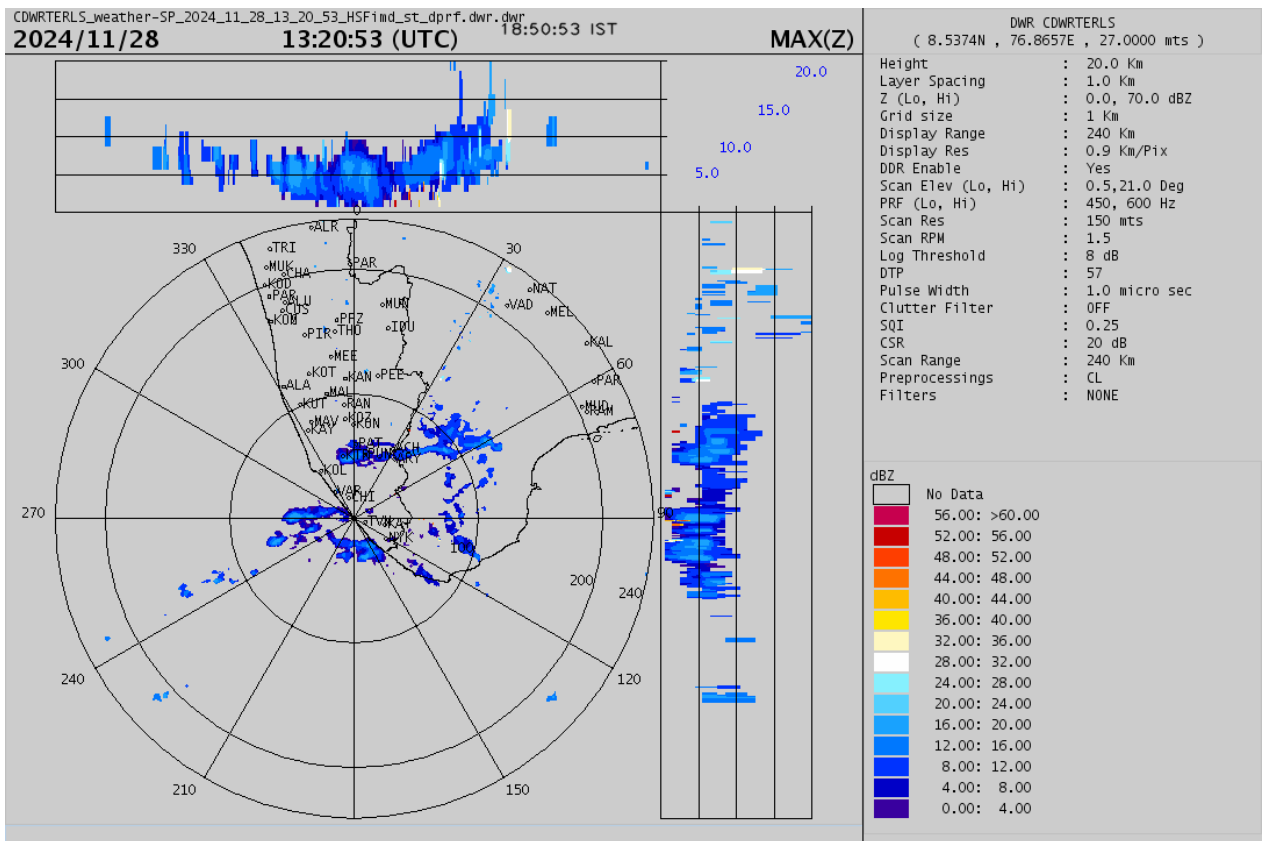 CDWRTERLS_weather-SP_2024_11_28_13_20_53_HSFimd_st_dprf.dwr.dwr
2024/11/28 13:20:53 (UTC) 18:50:53 IST MAX(Z)
20.0
15.0
10.0
5.0
0
ALR
330
TRI
30
PAR
MUK
CHA
KOD
NAT
PAR
CUS
MUN
VAD
MEL
KOM
PFZ
THO
IDU
PIR
KAL
MEE
300
60
KOT
KAN
PEE
ALA
PAR
MAL
KUT
RAN
MUD
RAM
MAV
KOZ
KON
KAY
PAT
KOL
VAR
CHI
270
90
TVM
NYK
100
200
240
240
120
210
150
DWR CDWRTERLS
( 8.5374N , 76.8657E , 27.0000 mts )
Height : 20.0 Km
Layer Spacing : 1.0 Km
Z (Lo, Hi) : 0.0, 70.0 dBZ
Grid size : 1 Km
Display Range : 240 Km
Display Res : 0.9 Km/Pix
DDR Enable : Yes
Scan Elev (Lo, Hi) : 0.5,21.0 Deg
PRF (Lo, Hi) : 450, 600 Hz
Scan Res : 150 mts
Scan RPM : 1.5
Log Threshold : 8 dB
DTP : 57
Pulse Width : 1.0 micro sec
Clutter Filter : OFF
SQI : 0.25
CSR : 20 dB
Scan Range : 240 Km
Preprocessings : CL
Filters : NONE
dBZ
No Data
56.00: >60.00
52.00: 56.00
48.00: 52.00
44.00: 48.00
40.00: 44.00
36.00: 40.00
32.00: 36.00
28.00: 32.00
24.00: 28.00
20.00: 24.00
16.00: 20.00
12.00: 16.00
8.00: 12.00
4.00: 8.00
0.00: 4.00